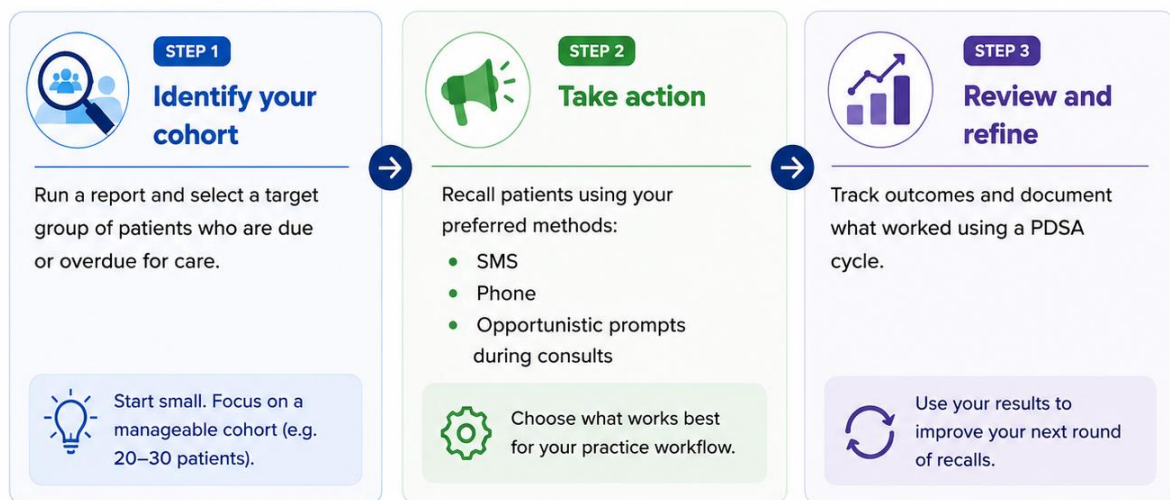 STEP 1
Identify your
cohort
Run a report and select a target
group of patients who are due
or overdue for care.
Start small. Focus on a
manageable cohort (e.g.
20–30 patients).
STEP 2
Take action
Recall patients using your
preferred methods:
• SMS
• Phone
• Opportunistic prompts
during consults
Choose what works best
for your practice workflow.
STEP 3
Review and
refine
Track outcomes and document
what worked using a PDSA
cycle.
Use your results to
improve your next round
of recalls.